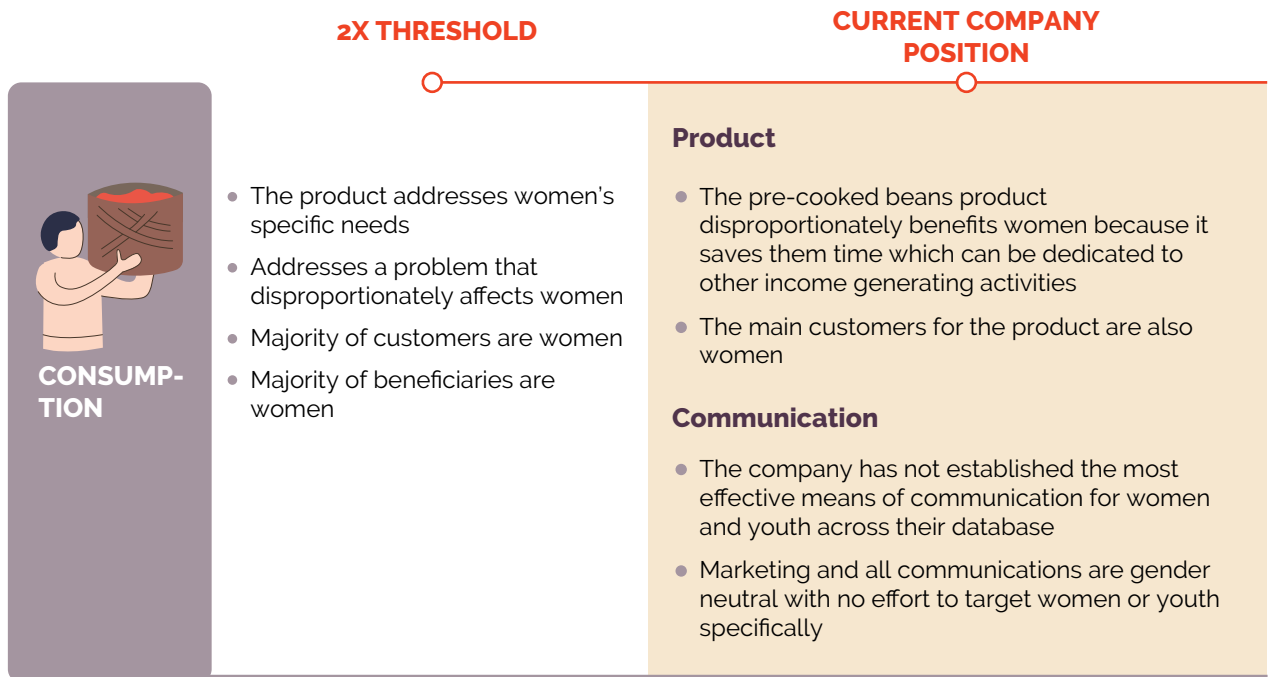 2X THRESHOLD
CURRENT COMPANY
POSITION
CONSUMP-
TION
• The product addresses women's
specific needs
• Addresses a problem that
disproportionately affects women
• Majority of customers are women
• Majority of beneficiaries are
women
Product
• The pre-cooked beans product
disproportionately benefits women because it
saves them time which can be dedicated to
other income generating activities
• The main customers for the product are also
women
Communication
• The company has not established the most
effective means of communication for women
and youth across their database
• Marketing and all communications are gender
neutral with no effort to target women or youth
specifically